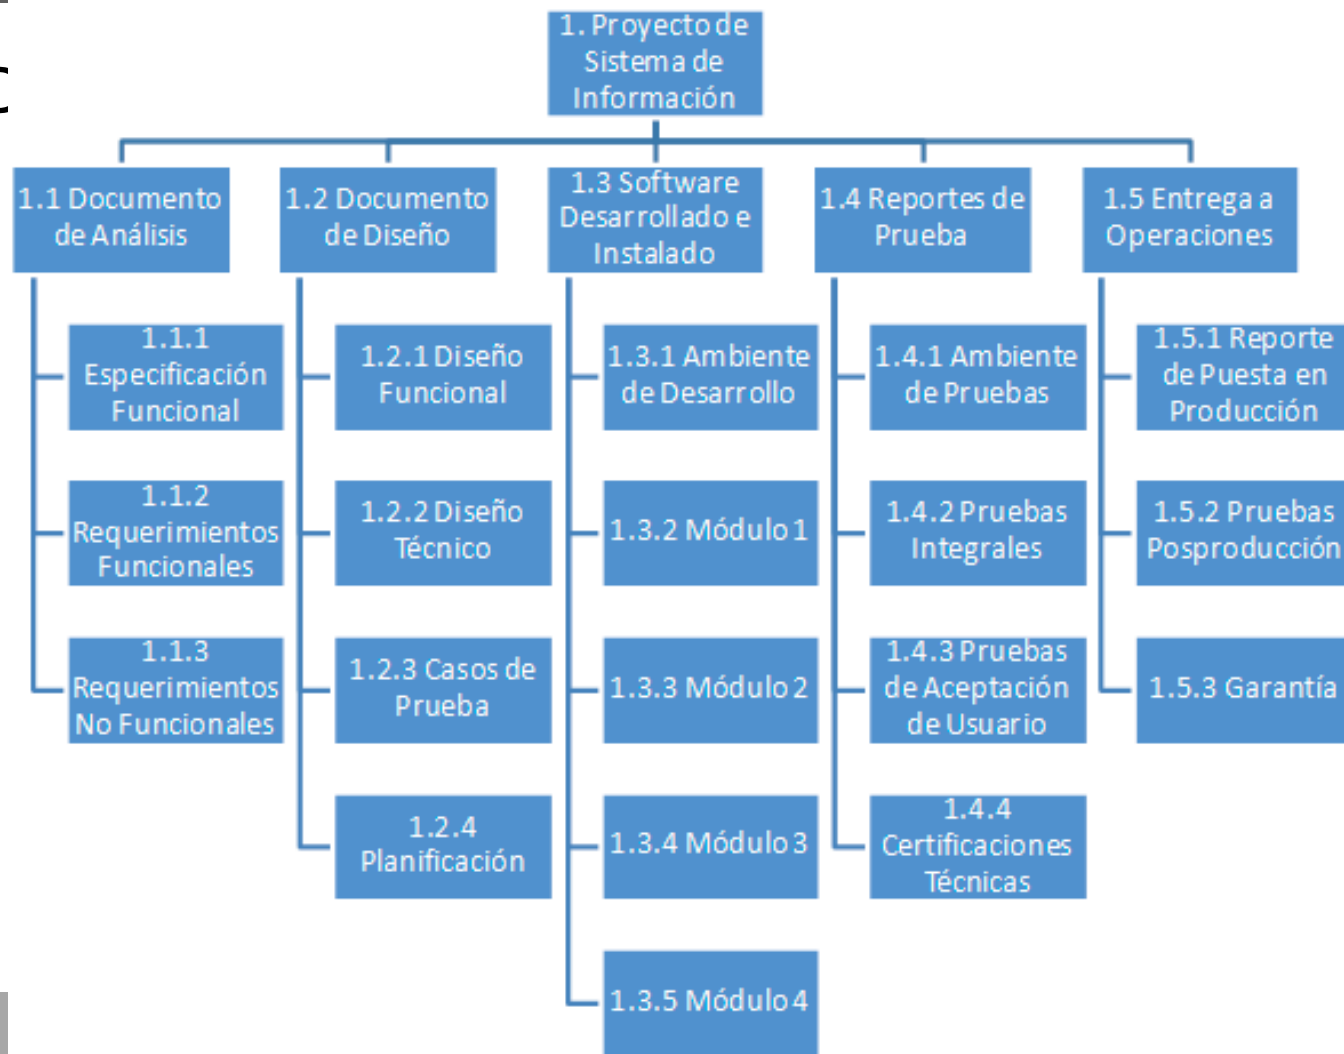 1. Proyecto de
Sistema de
Información
1.1 Documento
de Análisis
1.1.1
Especificación
Funcional
1.1.2
Requerimientos
Funcionales
1.1.3
Requerimientos
No Funcionales
1.2 Documento
de Diseño
1.2.1 Diseño
Funcional
1.2.2 Diseño
Técnico
1.2.3 Casos de
Prueba
1.2.4
Planificación
1.3 Software
Desarrollado e
Instalado
1.3.1 Ambiente
de Desarrollo
1.3.2 Módulo 1
1.3.3 Módulo 2
1.3.4 Módulo 3
1.3.5 Módulo 4
1.4 Reportes de
Prueba
1.4.1 Ambiente
de Pruebas
1.4.2 Pruebas
Integrales
1.4.3 Pruebas
de Aceptación
de Usuario
1.4.4
Certificaciones
Técnicas
1.5 Entrega a
Operaciones
1.5.1 Reporte
de Puesta en
Producción
1.5.2 Pruebas
Posproducción
1.5.3 Garantía